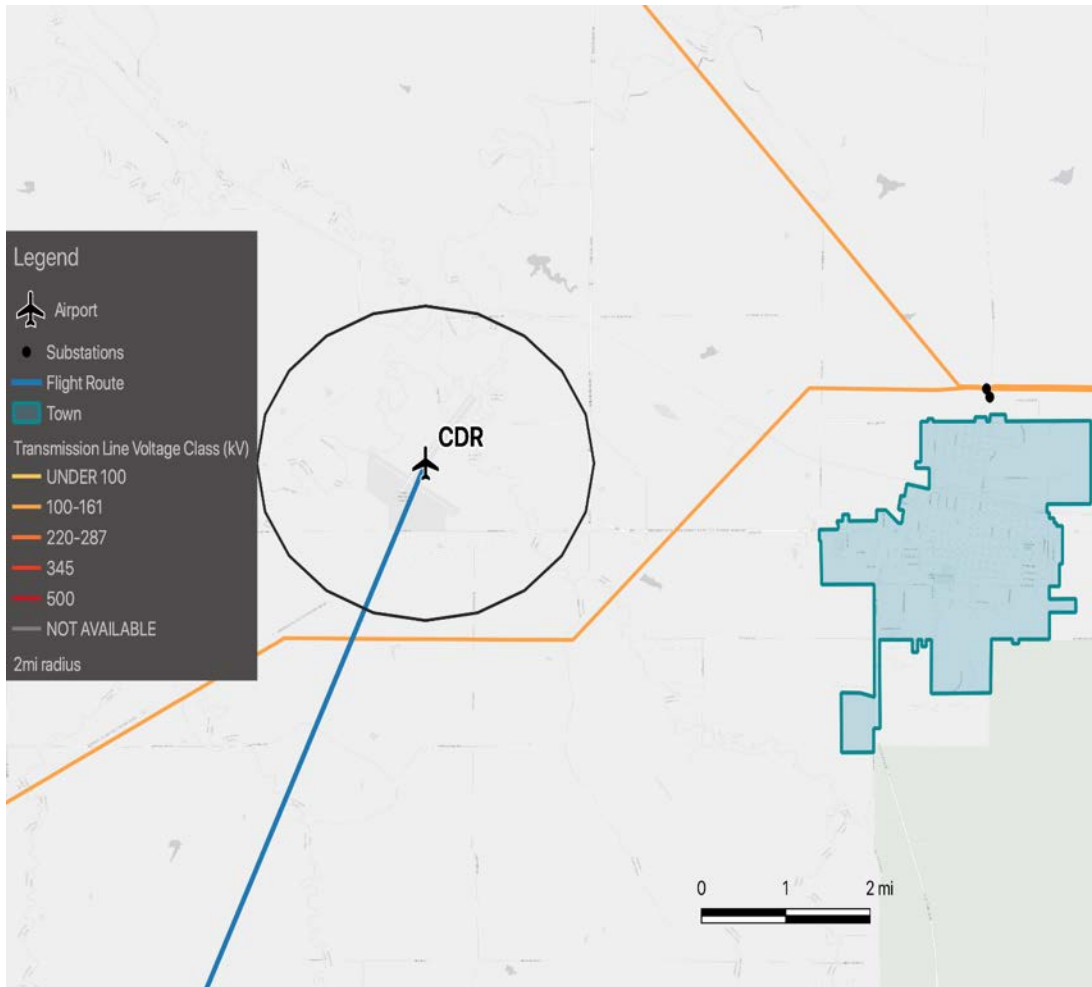 Legend
Airport
Substations
Flight Route
Town
Transmission Line Voltage Class (kV)
UNDER 100
100-161
220-287
345
500
NOT AVAILABLE
2mi radius
CDR
0 1 2 mi